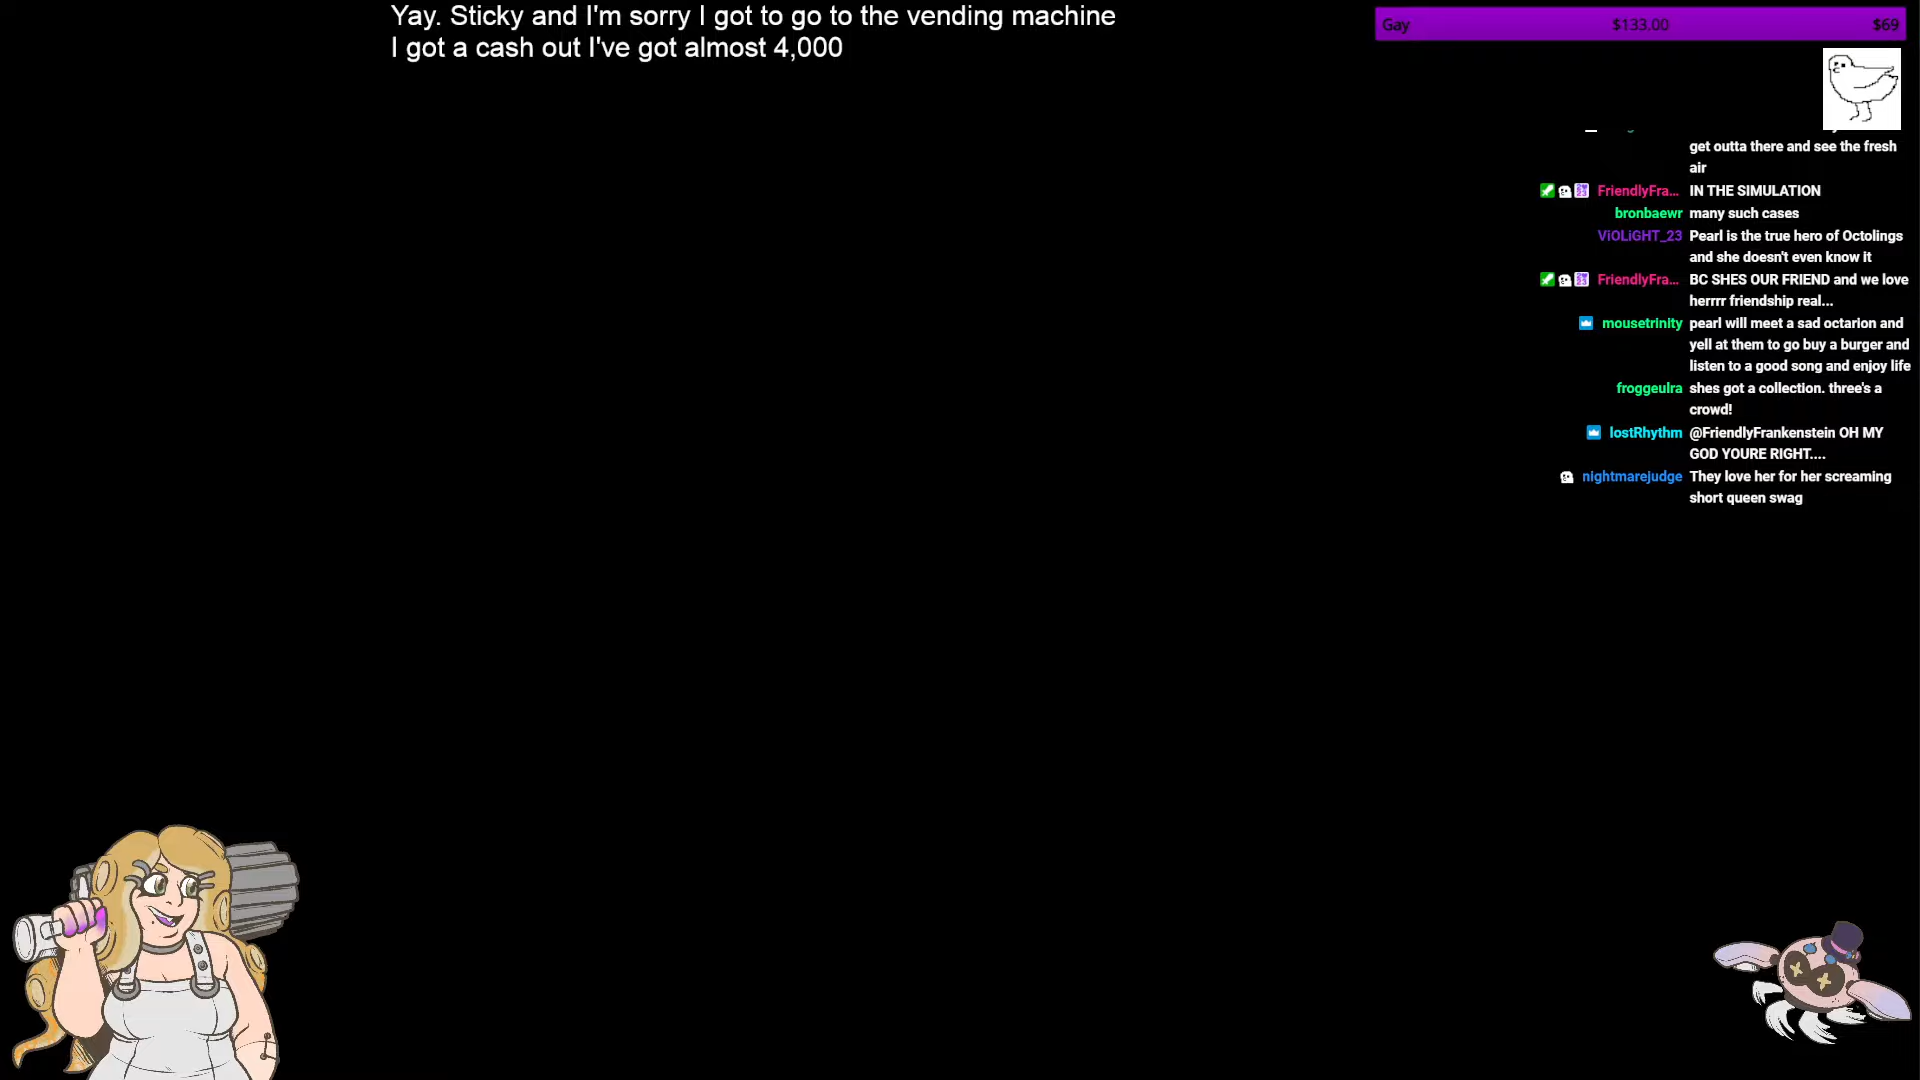 Yay. Sticky and I'm sorry I got to go to the vending machine
I got a cash out I've got almost 4,000
Gay $133.00 $69
get outta there and see the fresh
air
FriendlyFra... IN THE SIMULATION
bronbaewr many such cases
ViOLiGHT_23 Pearl is the true hero of Octolings
and she doesn't even know it
FriendlyFra... BC SHES OUR FRIEND and we love
herrrr friendship real...
mousetrinity pearl will meet a sad octarion and
yell at them to go buy a burger and
listen to a good song and enjoy life
froggeulra shes got a collection. three's a
crowd!
lostRhythm @FriendlyFrankenstein OH MY
GOD YOURE RIGHT....
nightmarejudge They love her for her screaming
short queen swag